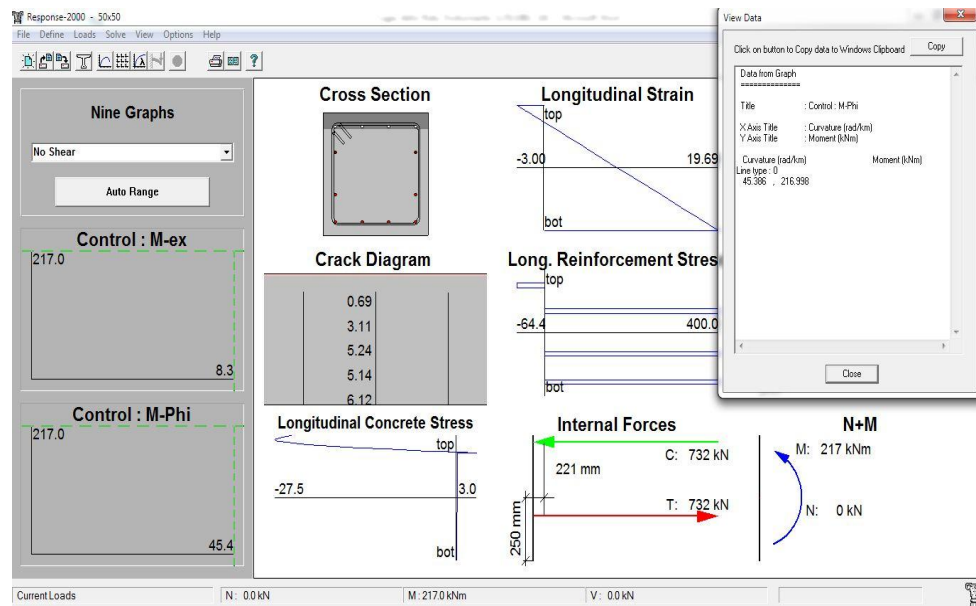 Response-2000 - 50x50
File Define Loads Solve View Options Help
Nine Graphs
No Shear
Auto Range
Control : M-ex
217.0
8.3
Control : M-Phi
217.0
45.4
Cross Section
Longitudinal Strain
top
-3.00
19.69
bot
Crack Diagram
0.69
3.11
5.24
5.14
6.12
Long. Reinforcement Stres
top
-64.4
400.0
bot
Longitudinal Concrete Stress
top
-27.5
3.0
bot
Internal Forces
C: 732 kN
221 mm
T: 732 kN
250 mm
N+M
M: 217 kNm
N: 0 kN
View Data
Click on button to Copy data to Windows Clipboard
Copy
Data from Graph
==============
Title : Control : M-Phi
X Axis Title : Curvature (rad/km)
Y Axis Title : Moment (kNm)
Curvature (rad/km) Moment (kNm)
Line type : 0
45.386 , 216.998
Close
Current Loads
N : 0.0 kN
M : 217.0 kNm
V : 0.0 kN